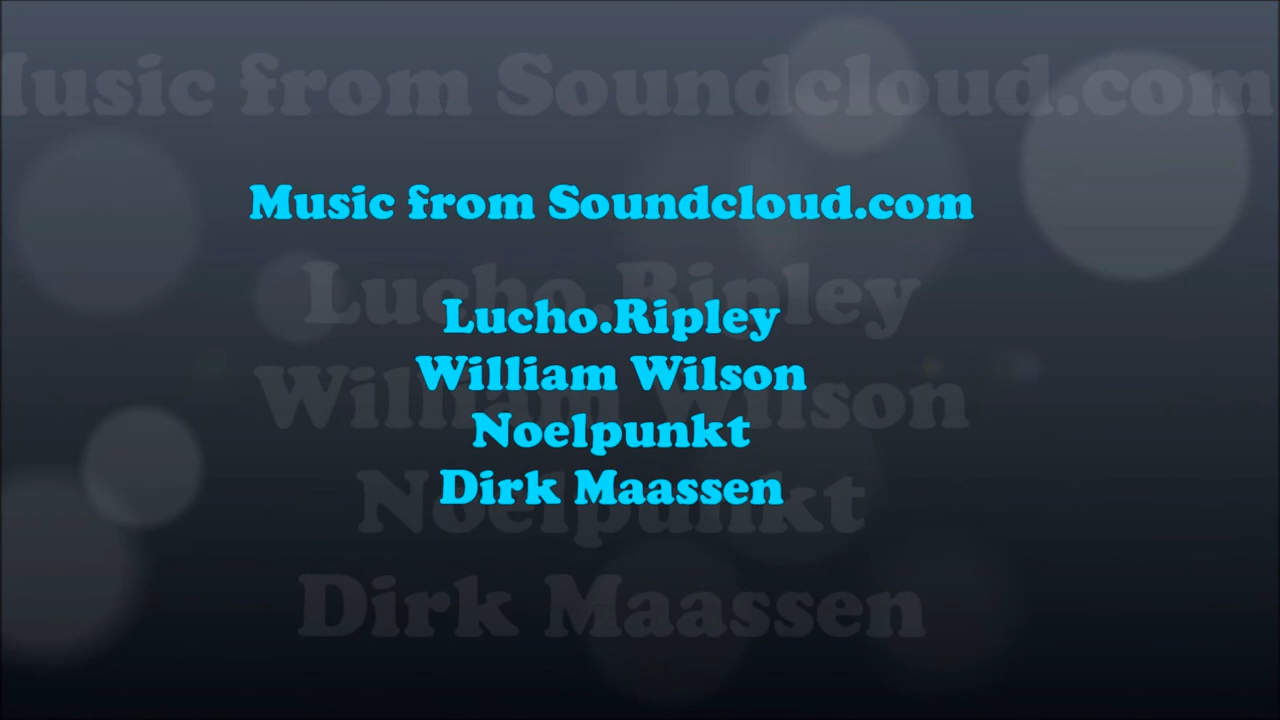 Music from Soundcloud.com
Lucho.Ripley
William Wilson
Noelpunkt
Dirk Maassen